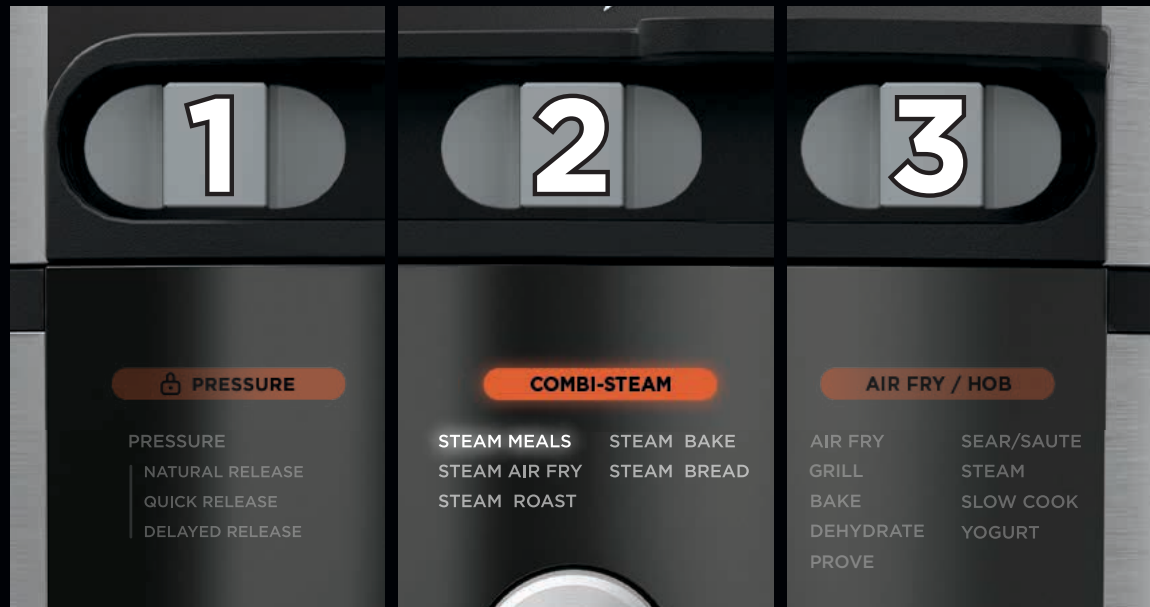 1
2
3
PRESSURE
PRESSURE
NATURAL RELEASE
QUICK RELEASE
DELAYED RELEASE
COMBI-STEAM
STEAM MEALS
STEAM AIR FRY
STEAM ROAST
STEAM BAKE
STEAM BREAD
AIR FRY / HOB
AIR FRY
GRILL
BAKE
DEHYDRATE
PROVE
SEAR/SAUTE
STEAM
SLOW COOK
YOGURT